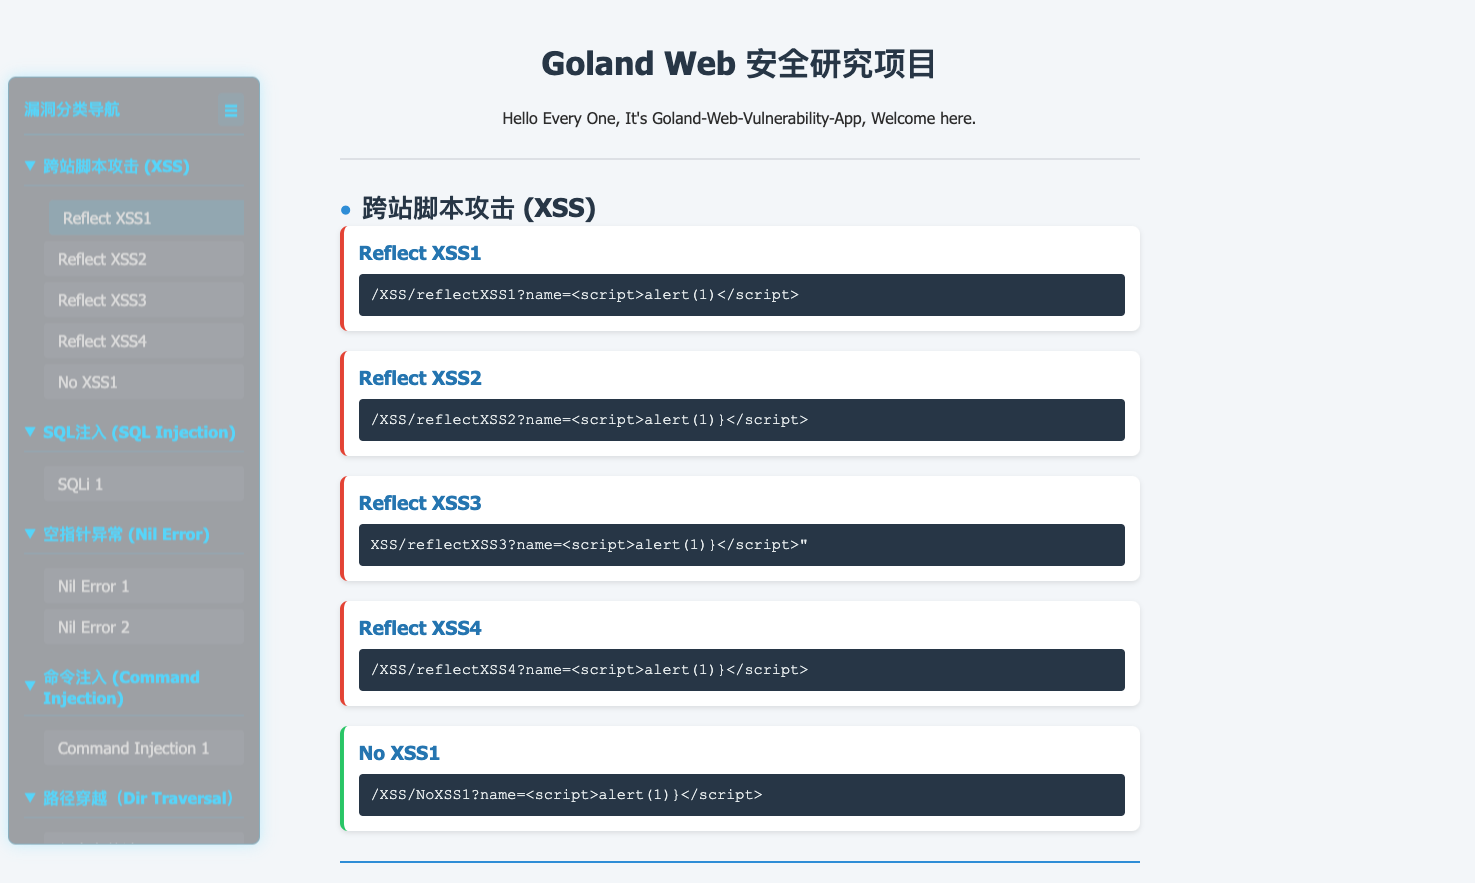 Goland Web 安全研究项目
Hello Every One, It's Goland-Web-Vulnerability-App, Welcome here.
漏洞分类导航
跨站脚本攻击 (XSS)
Reflect XSS1
Reflect XSS2
Reflect XSS3
Reflect XSS4
No XSS1
SQL注入 (SQL Injection)
SQLi 1
空指针异常 (Nil Error)
Nil Error 1
Nil Error 2
命令注入 (Command
Injection)
Command Injection 1
路径穿越（Dir Traversal）
跨站脚本攻击 (XSS)
Reflect XSS1
/XSS/reflectXSS1?name=<script>alert(1)</script>
Reflect XSS2
/XSS/reflectXSS2?name=<script>alert(1)}</script>
Reflect XSS3
XSS/reflectXSS3?name=<script>alert(1)}</script>"
Reflect XSS4
/XSS/reflectXSS4?name=<script>alert(1)}</script>
No XSS1
/XSS/NoXSS1?name=<script>alert(1)}</script>